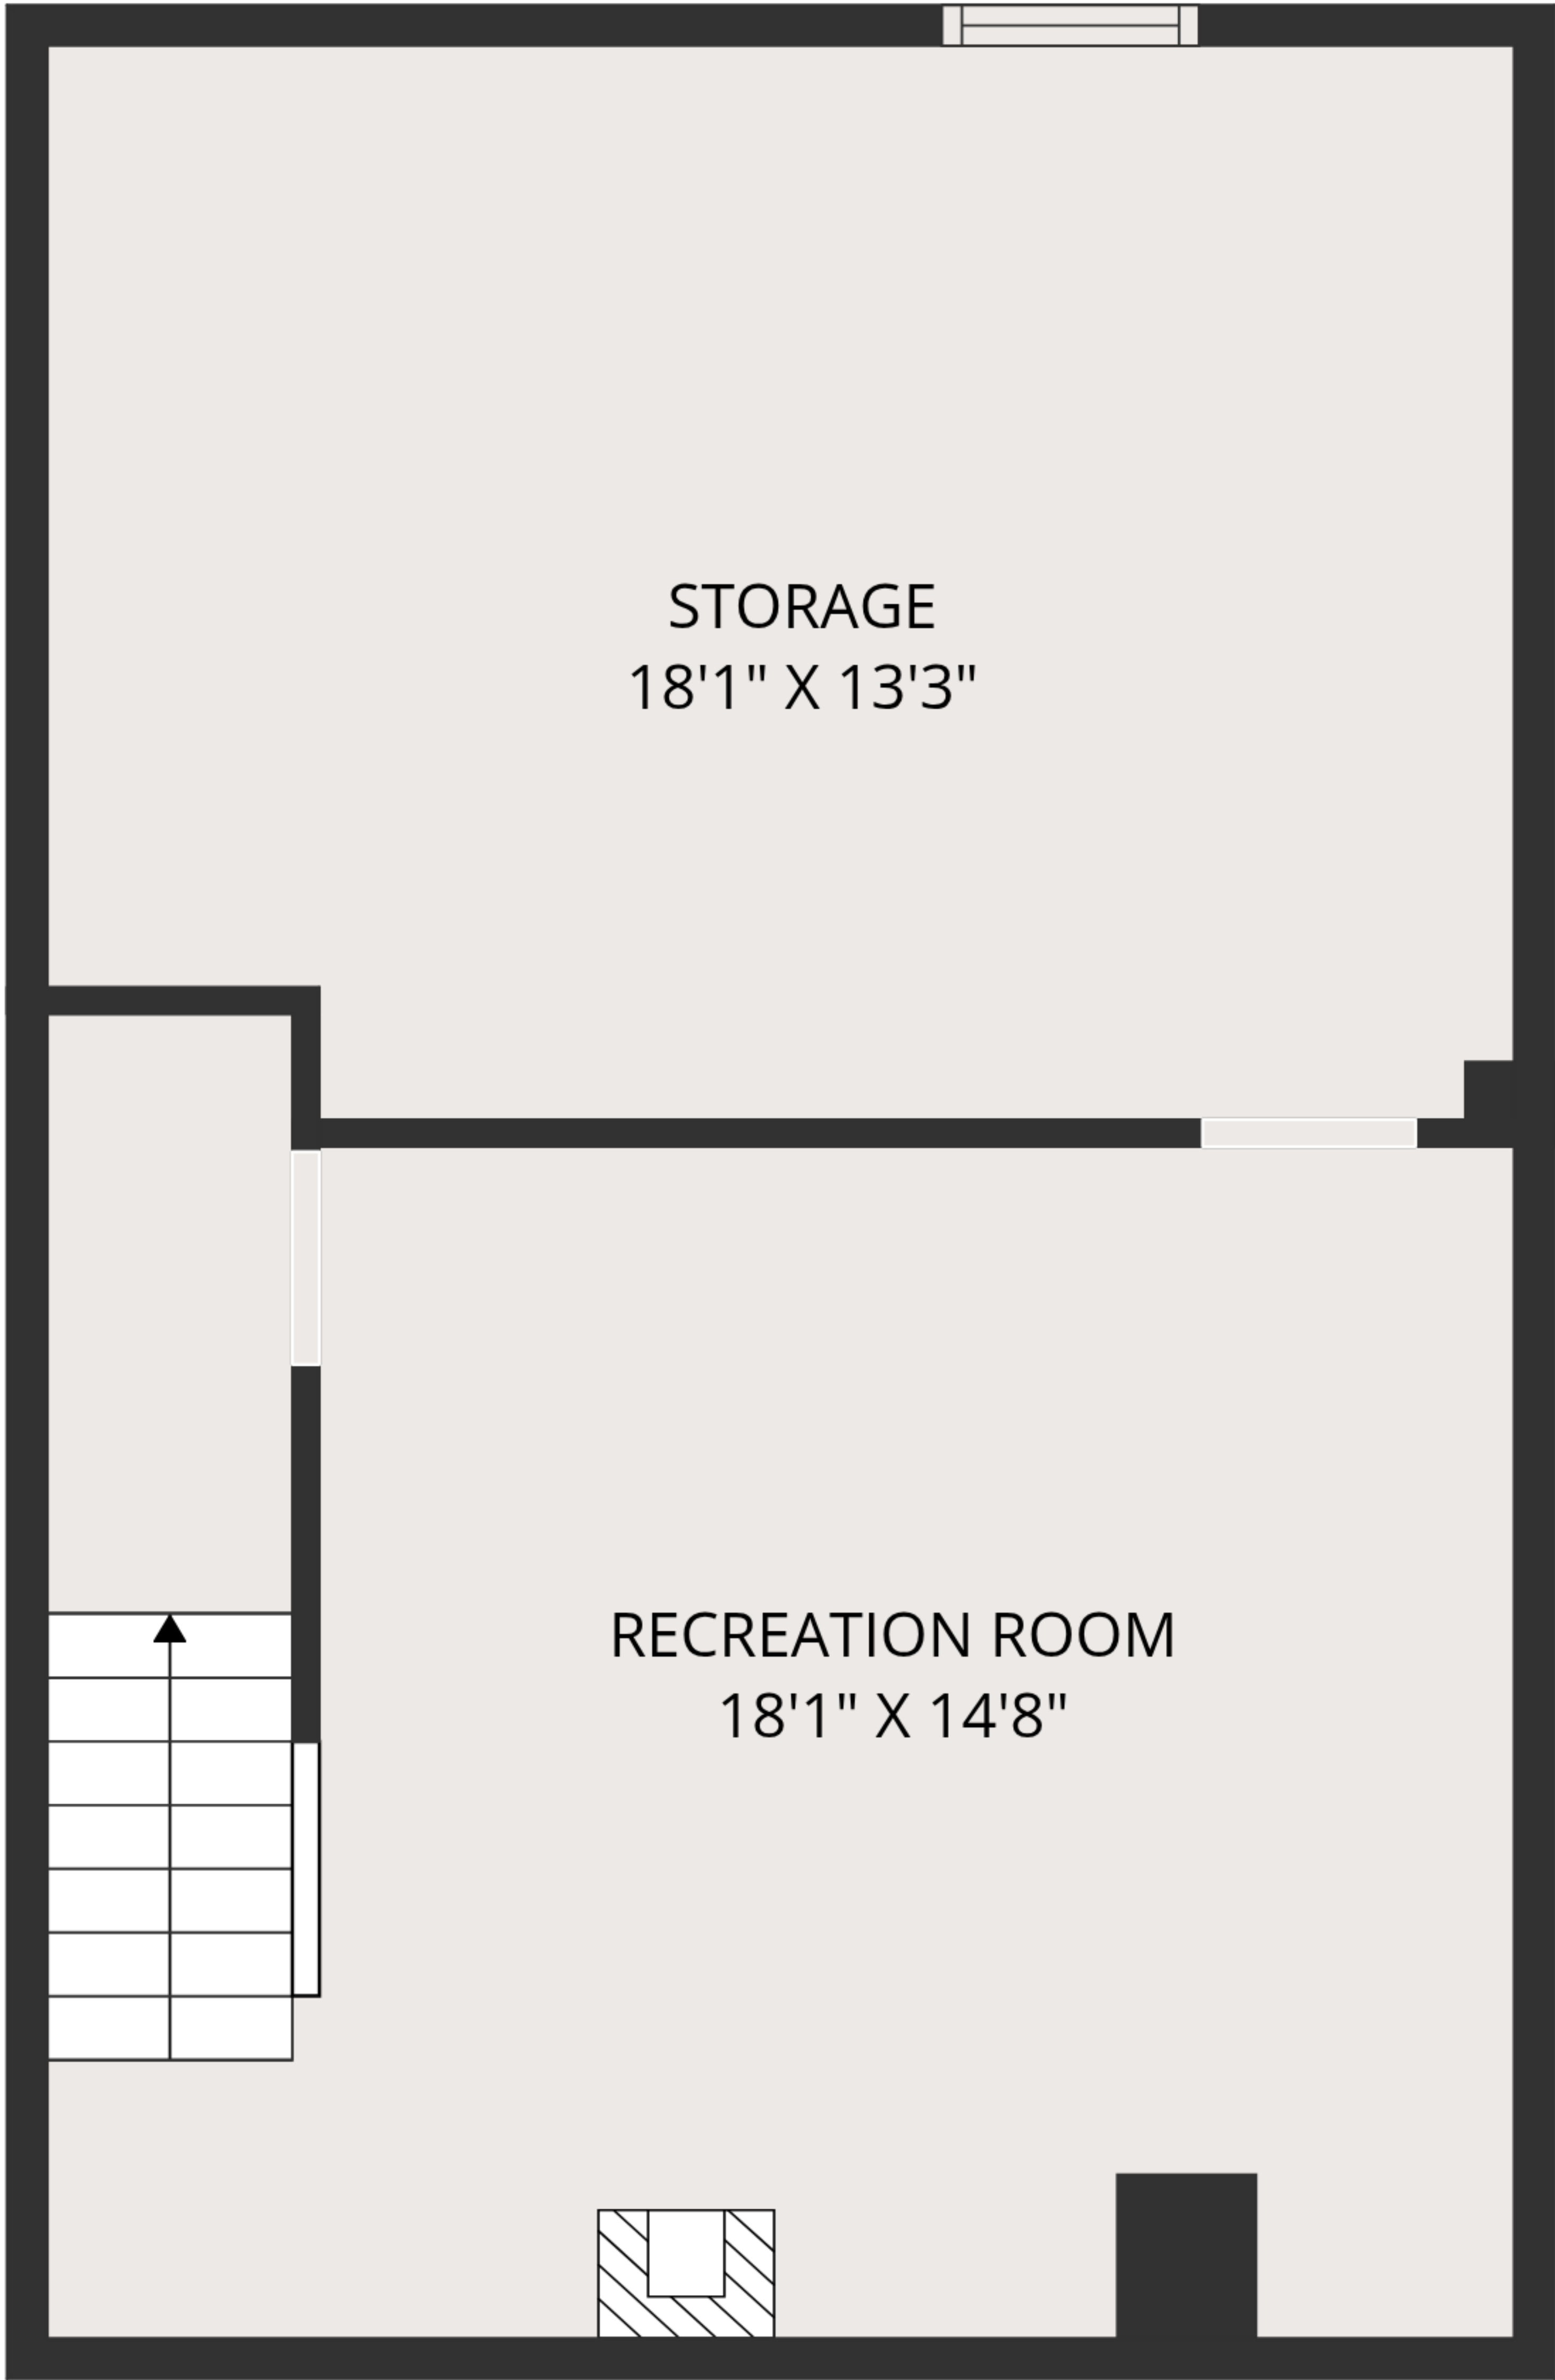 STORAGE
18'1" X 13'3"
RECREATION ROOM
18'1" X 14'8"